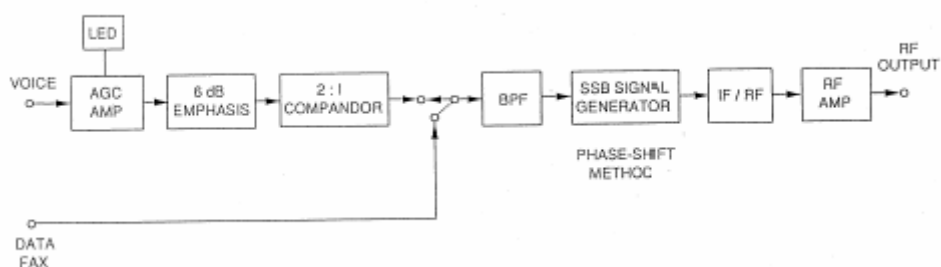 LED
VOICE
AGC
AMP
6 dB
EMPHASIS
2 : 1
COMPANDOR
BPF
SSB SIGNAL
GENERATOR
PHASE-SHIFT
METHOC
IF / RF
RF
AMP
RF
OUTPUT
DATA
FAX